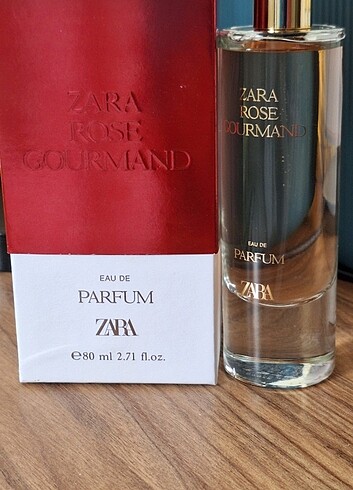 ZARA
ROSE
GOURMAND
EAU DE
PARFUM
ZARA
℮80 ml 2.71 fl.oz.
ZARA
ROSE
GOURMAND
EAU DE
PARFUM
ZARA